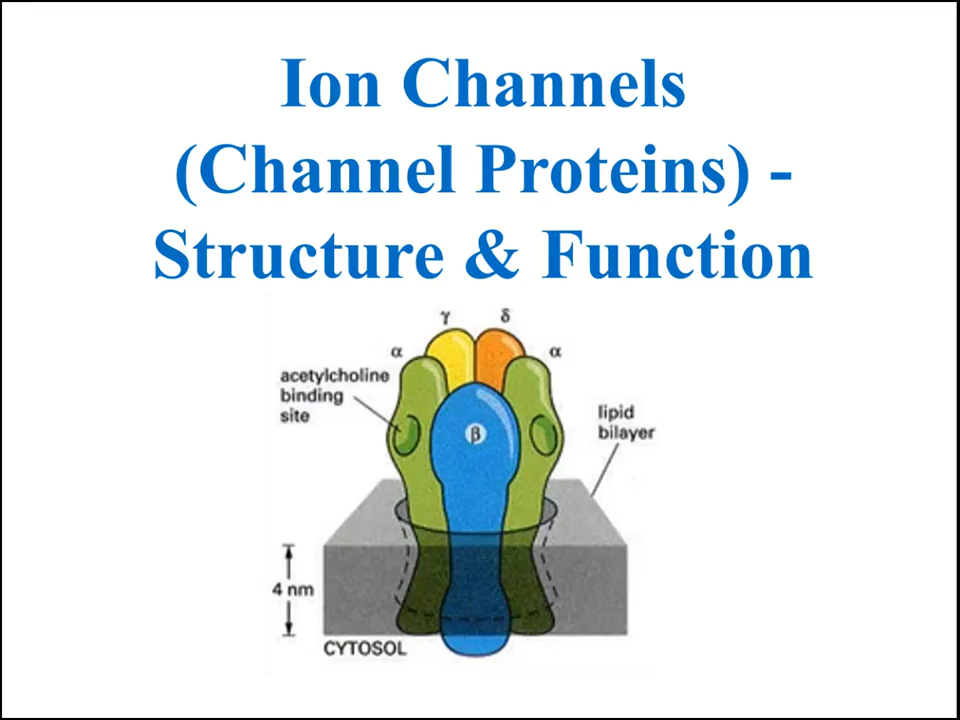 Ion Channels
(Channel Proteins) -
Structure & Function
γ δ
α α
acetylcholine
binding
site
β
lipid
bilayer
4 nm
CYTOSOL